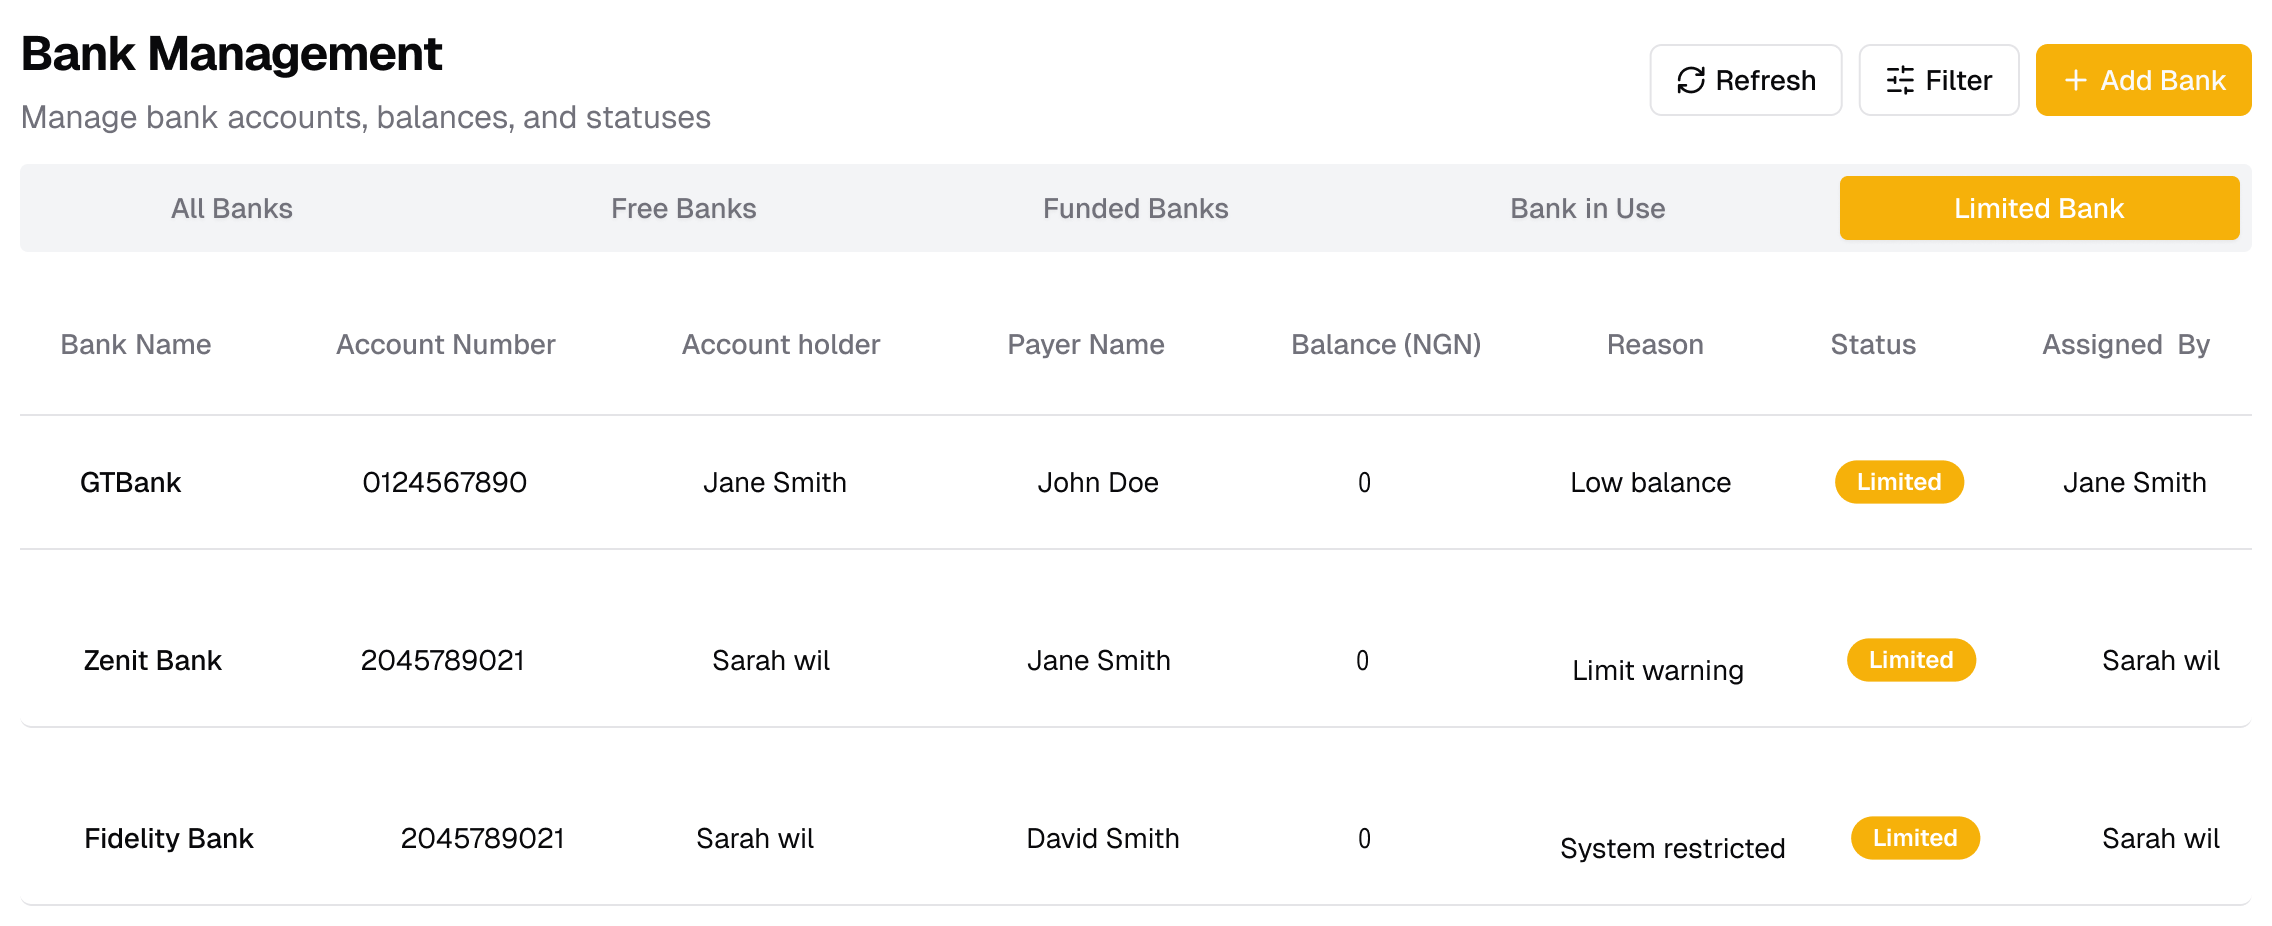 Bank Management
Manage bank accounts, balances, and statuses
Refresh Filter + Add Bank
All Banks Free Banks Funded Banks Bank in Use Limited Bank
Bank Name Account Number Account holder Payer Name Balance (NGN) Reason Status Assigned By
GTBank 0124567890 Jane Smith John Doe 0 Low balance Limited Jane Smith
Zenit Bank 2045789021 Sarah wil Jane Smith 0 Limit warning Limited Sarah wil
Fidelity Bank 2045789021 Sarah wil David Smith 0 System restricted Limited Sarah wil